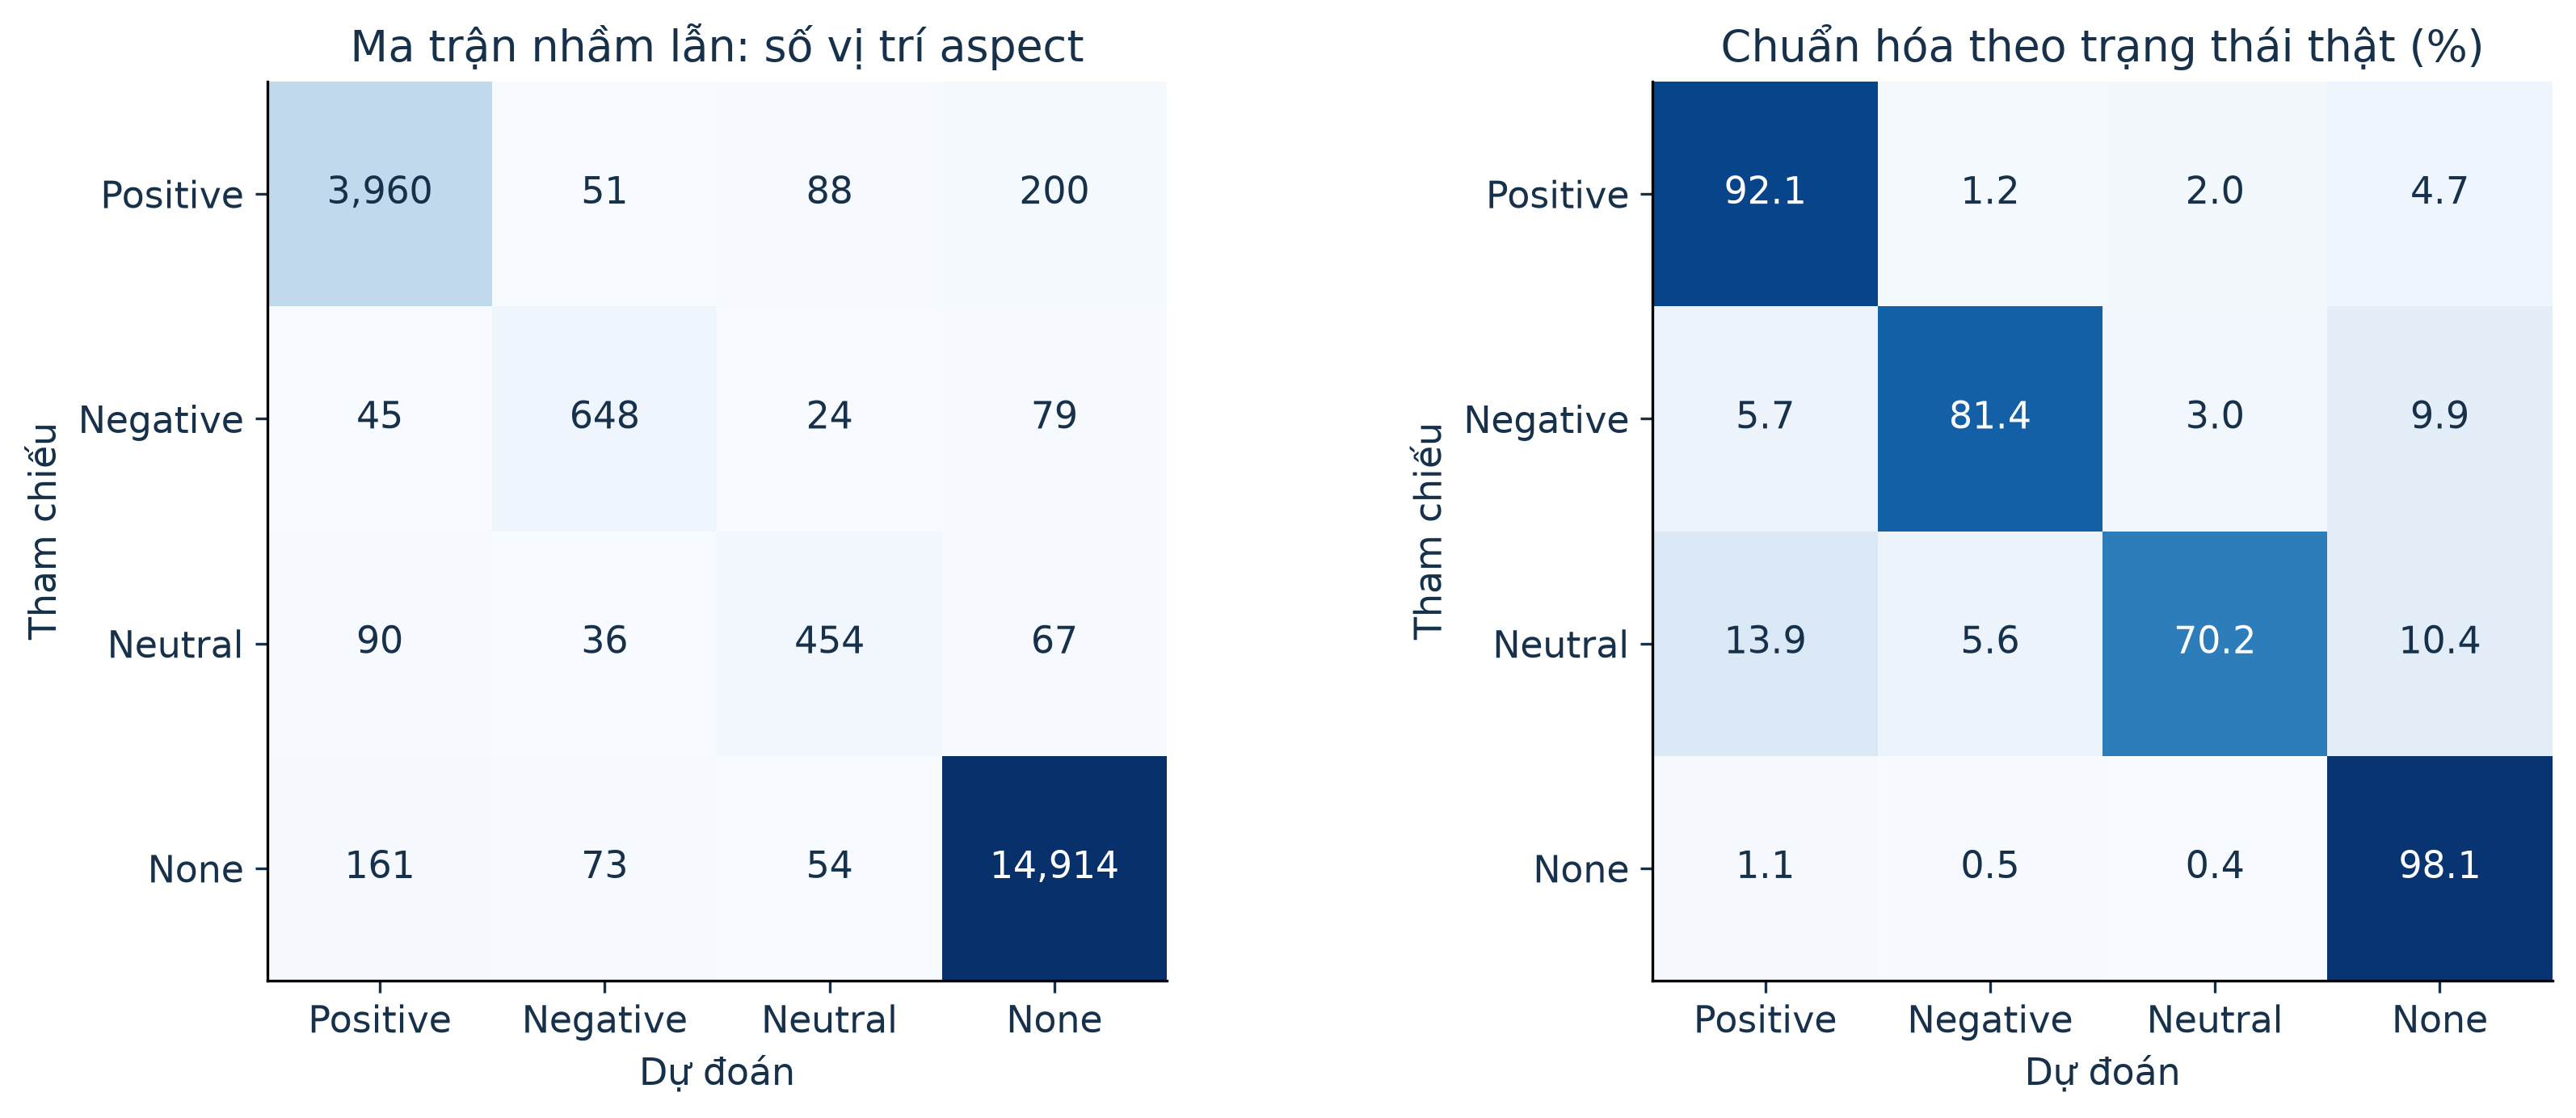 Ma trận nhầm lẫn: số vị trí aspect
Tham chiếu
Positive 3,960 51 88 200
Negative 45 648 24 79
Neutral 90 36 454 67
None 161 73 54 14,914
Positive Negative Neutral None
Dự đoán
Chuẩn hóa theo trạng thái thật (%)
Tham chiếu
Positive 92.1 1.2 2.0 4.7
Negative 5.7 81.4 3.0 9.9
Neutral 13.9 5.6 70.2 10.4
None 1.1 0.5 0.4 98.1
Positive Negative Neutral None
Dự đoán